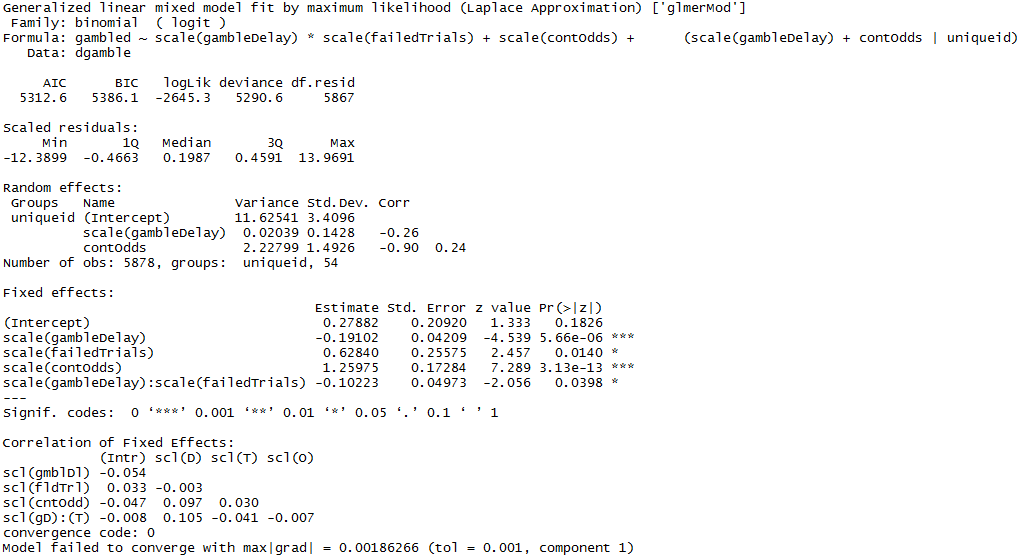 Generalized linear mixed model fit by maximum likelihood (Laplace Approximation) ['glmerMod']
 Family: binomial  ( logit )
Formula: gambled ~ scale(gambleDelay) * scale(failedTrials) + scale(contOdds) +      (scale(gambleDelay) + contOdds | uniqueid)
   Data: dgamble

     AIC      BIC   logLik deviance df.resid
  5312.6   5386.1  -2645.3   5290.6     5867

Scaled residuals:
     Min       1Q   Median       3Q      Max
-12.3899  -0.4663   0.1987   0.4591  13.9691

Random effects:
 Groups   Name               Variance Std.Dev. Corr
 uniqueid (Intercept)        11.62541 3.4096
          scale(gambleDelay)  0.02039 0.1428   -0.26
          contOdds            2.22799 1.4926   -0.90  0.24
Number of obs: 5878, groups:  uniqueid, 54

Fixed effects:
                                       Estimate Std. Error z value Pr(>|z|)
(Intercept)                             0.27882    0.20920   1.333   0.1826
scale(gambleDelay)                     -0.19102    0.04209  -4.539 5.66e-06 ***
scale(failedTrials)                     0.62840    0.25575   2.457   0.0140 *
scale(contOdds)                         1.25975    0.17284   7.289 3.13e-13 ***
scale(gambleDelay):scale(failedTrials) -0.10223    0.04973  -2.056   0.0398 *
---
Signif. codes:  0 ‘***’ 0.001 ‘**’ 0.01 ‘*’ 0.05 ‘.’ 0.1 ‘ ’ 1

Correlation of Fixed Effects:
            (Intr) scl(D) scl(T) scl(O)
scl(gmblDl) -0.054
scl(fldTrl)  0.033 -0.003
scl(cntOdd) -0.047  0.097  0.030
scl(gD):(T) -0.008  0.105 -0.041 -0.007
convergence code: 0
Model failed to converge with max|grad| = 0.00186266 (tol = 0.001, component 1)